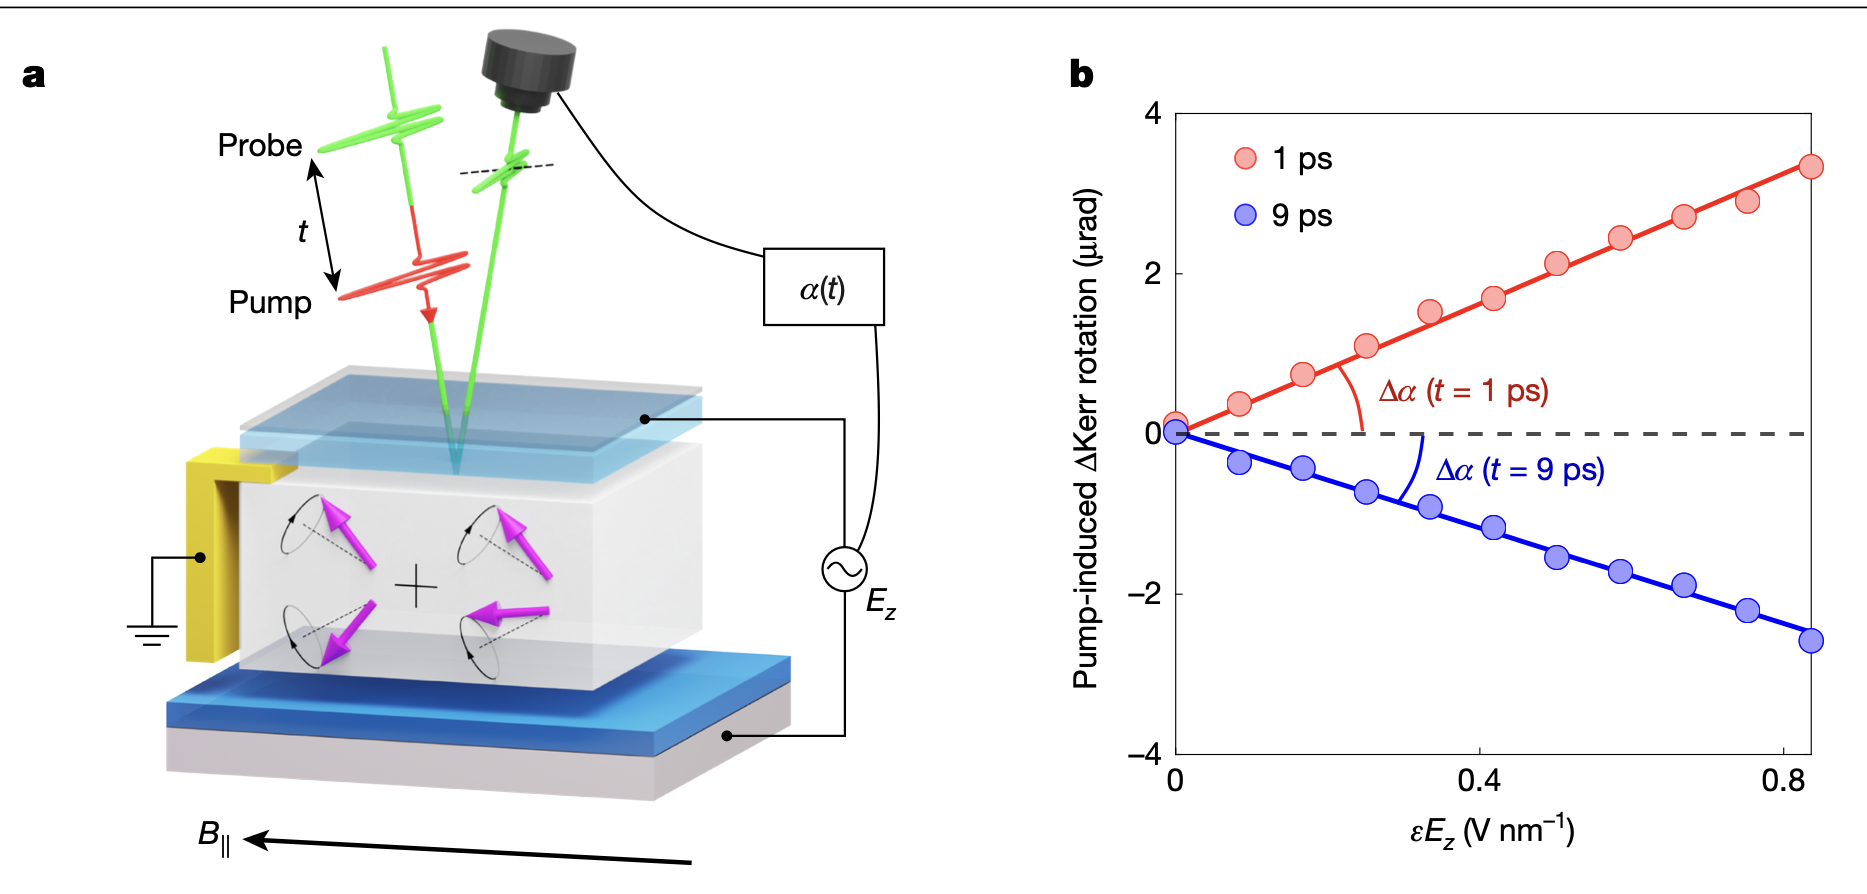 a
Probe
t
Pump
α(t)
E_z
B_||
b
Pump-induced ΔKerr rotation (μrad)
4
2
0
–2
–4
1 ps
9 ps
Δα (t = 1 ps)
Δα (t = 9 ps)
0
0.4
0.8
εE_z (V nm⁻¹)